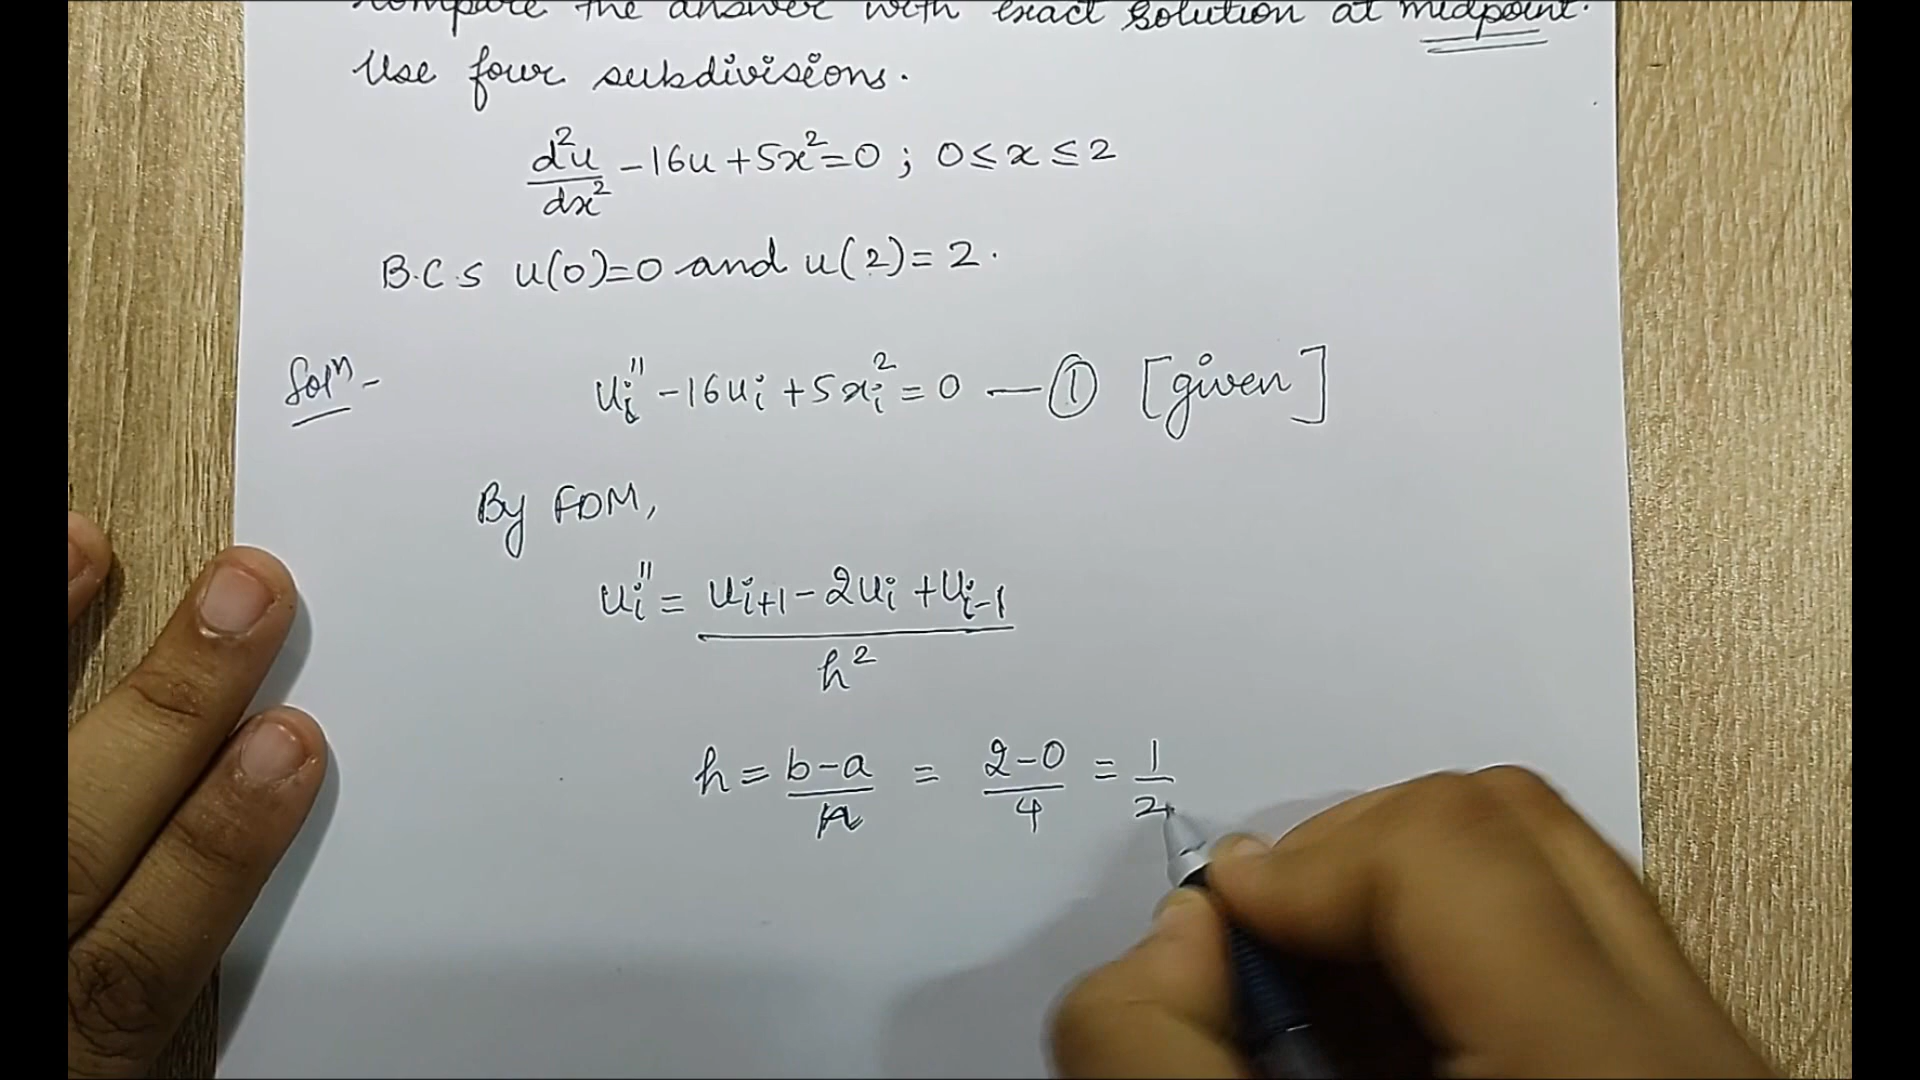 Compare the answer with exact solution at midpoint.
Use four subdivisions.
d²u/dx² - 16u + 5x² = 0 ; 0 ≤ x ≤ 2
B.C.s u(0)=0 and u(2)=2.
Solⁿ- uᵢ'' - 16uᵢ + 5xᵢ² = 0 — ① [given]
By FDM,
uᵢ'' = (uᵢ₊₁ - 2uᵢ + uᵢ₋₁)/h²
h = (b-a)/n = (2-0)/4 = 1/2